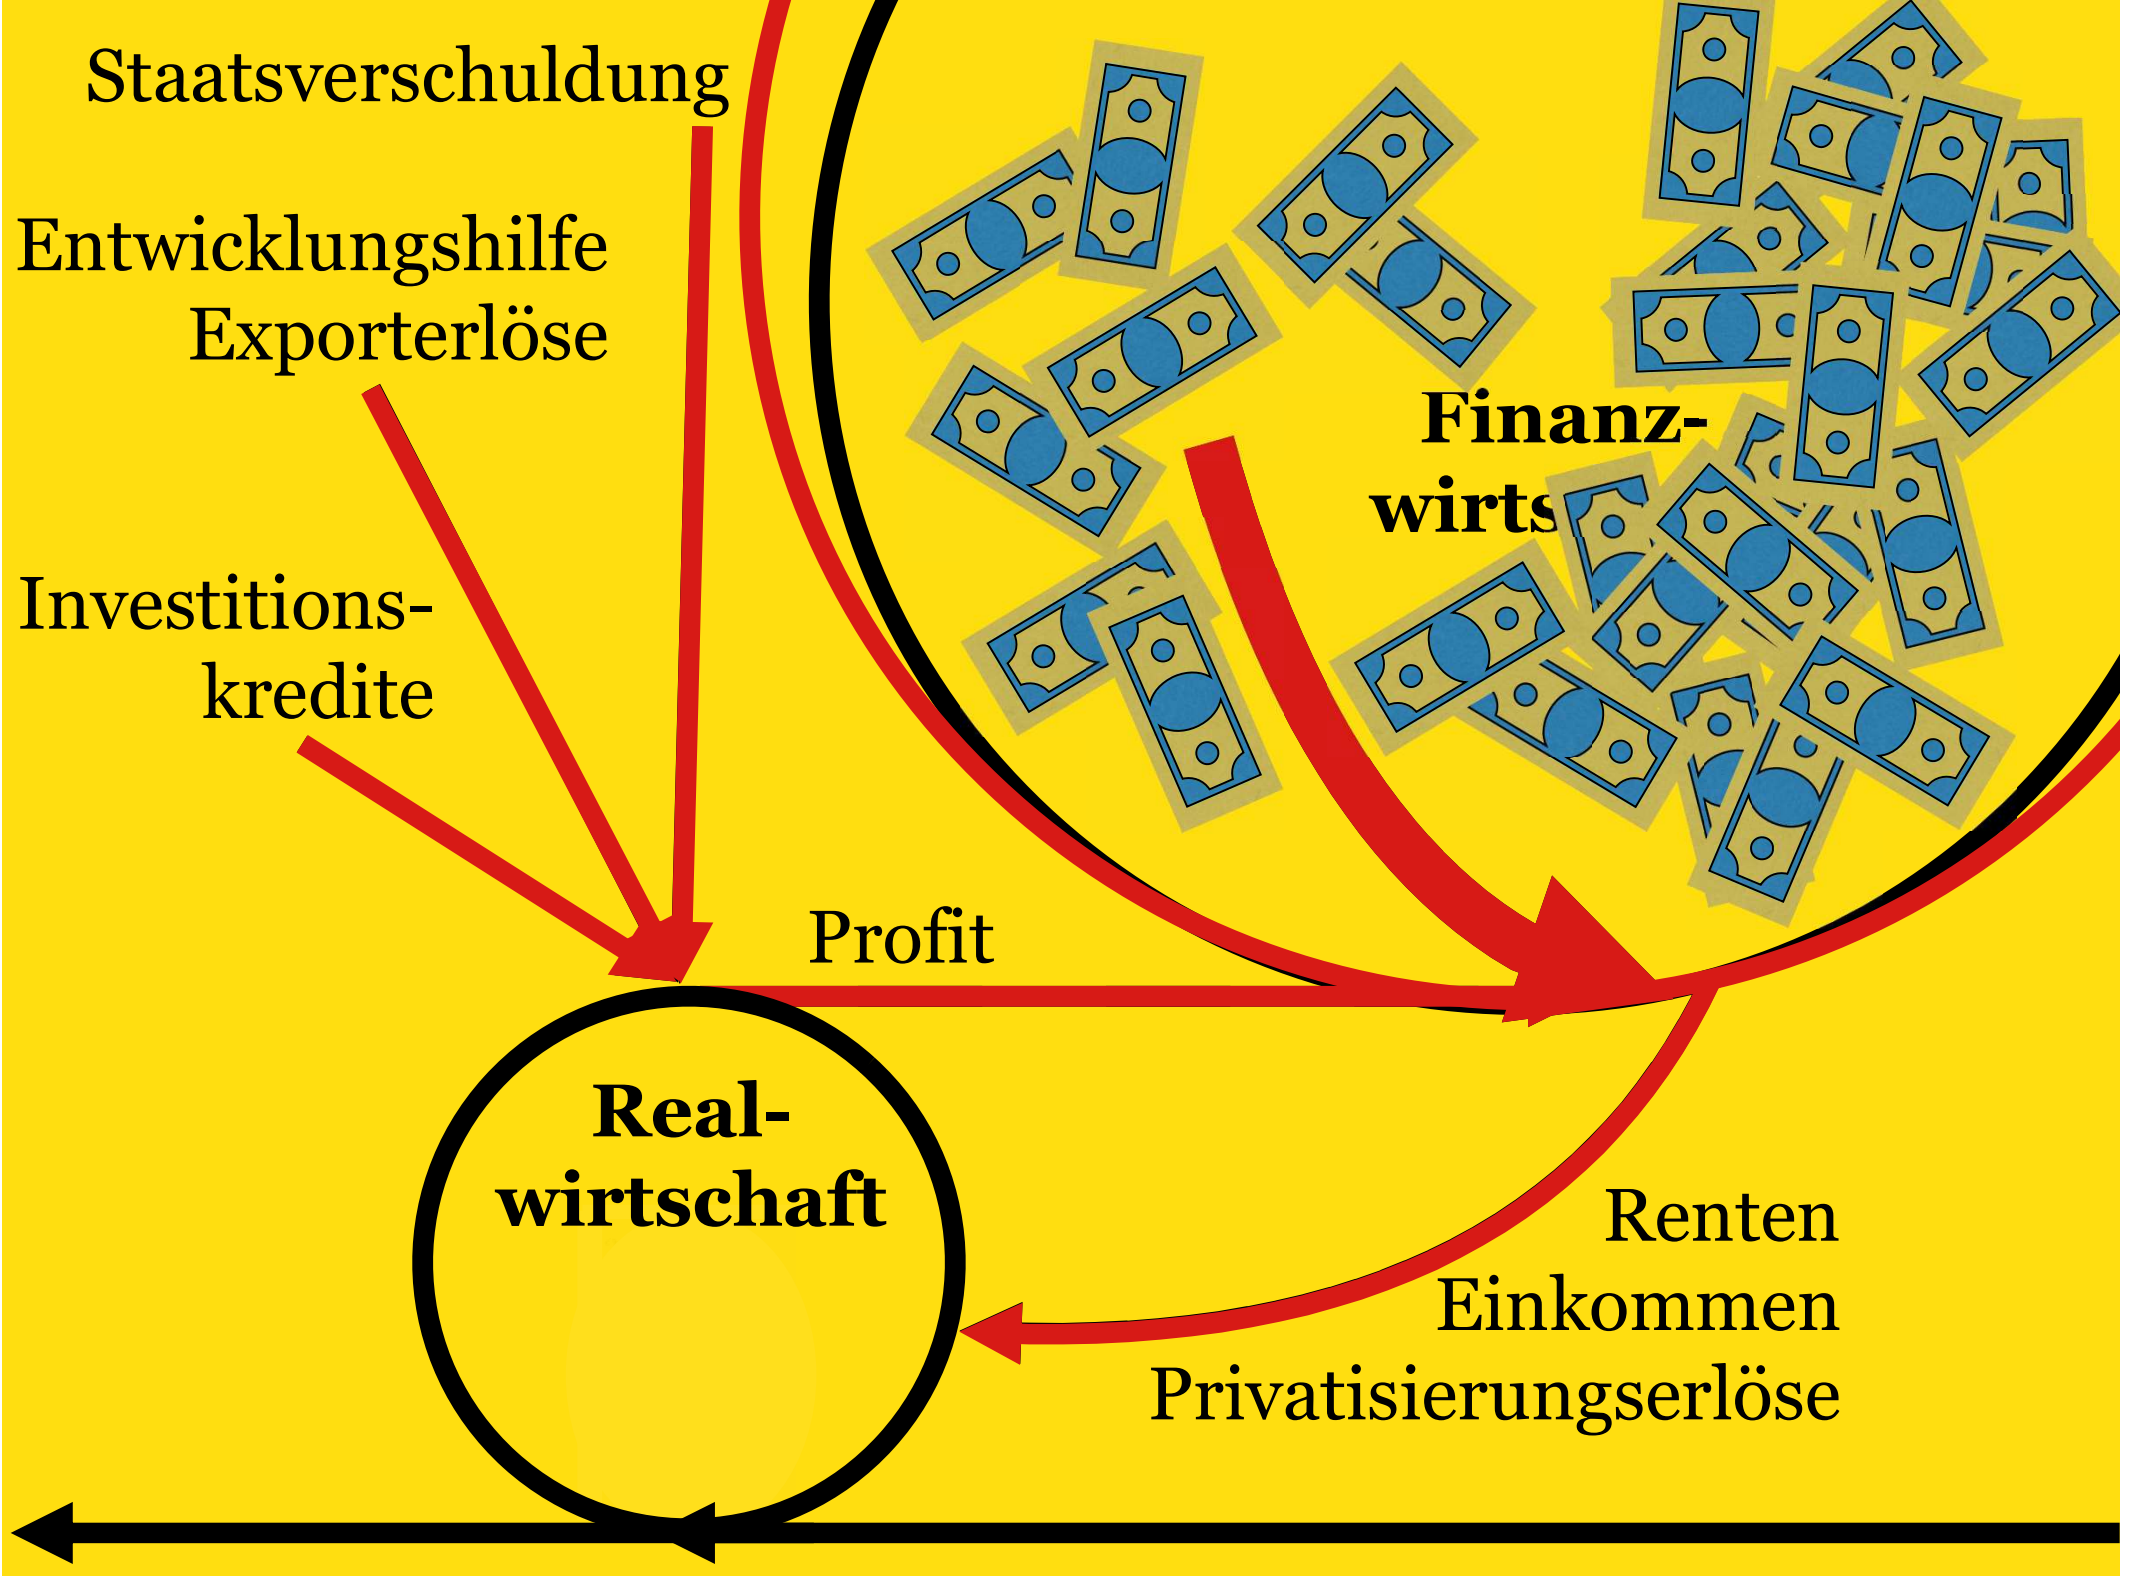 Staatsverschuldung
Entwicklungshilfe
Exporterlöse
Investitions-
kredite
Finanz-
wirts
Profit
Real-
wirtschaft
Renten
Einkommen
Privatisierungserlöse